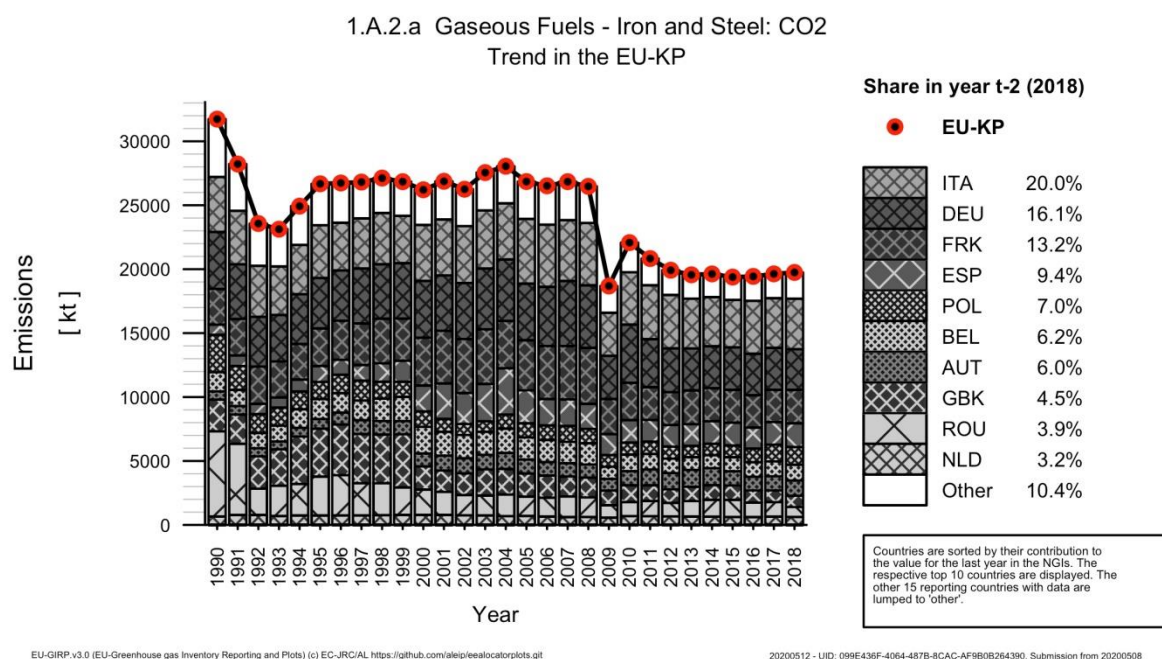 1.A.2.a Gaseous Fuels - Iron and Steel: CO2
Trend in the EU-KP
Emissions
[ kt ]
30000
25000
20000
15000
10000
5000
0
1990
1991
1992
1993
1994
1995
1996
1997
1998
1999
2000
2001
2002
2003
2004
2005
2006
2007
2008
2009
2010
2011
2012
2013
2014
2015
2016
2017
2018
Year
Share in year t-2 (2018)
EU-KP
ITA 20.0%
DEU 16.1%
FRK 13.2%
ESP 9.4%
POL 7.0%
BEL 6.2%
AUT 6.0%
GBK 4.5%
ROU 3.9%
NLD 3.2%
Other 10.4%
Countries are sorted by their contribution to
the value for the last year in the NGIs. The
respective top 10 countries are displayed. The
other 15 reporting countries with data are
lumped to 'other'.
EU-GIRP.v3.0 (EU-Greenhouse gas Inventory Reporting and Plots) (c) EC-JRC/AL https://github.com/aleip/eealocatorplots.git
20200512 - UID: 099E436F-4064-487B-8CAC-AF9B0B264390. Submission from 20200508